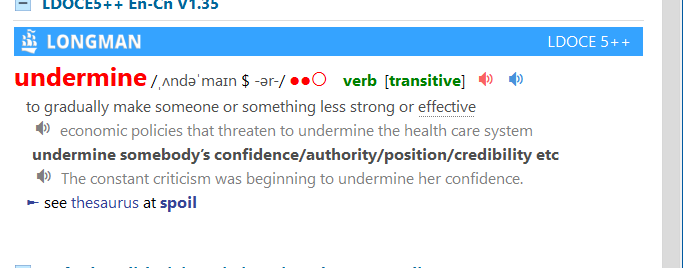 LDOCE5++ En-Cn V1.35
LONGMAN LDOCE 5++
undermine /ˌʌndəˈmaɪn $ -ər-/ ●●○ verb [transitive]
to gradually make someone or something less strong or effective
economic policies that threaten to undermine the health care system
undermine somebody’s confidence/authority/position/credibility etc
The constant criticism was beginning to undermine her confidence.
► see thesaurus at spoil